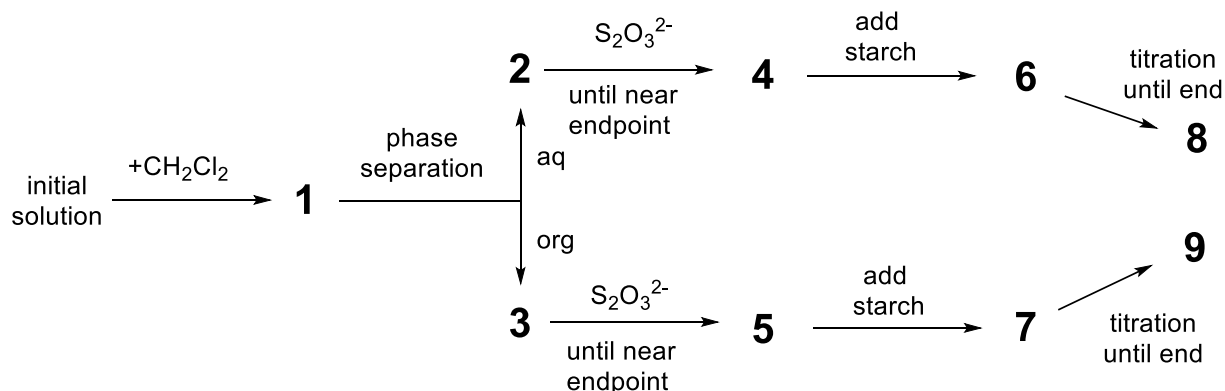 initial
solution
+CH₂Cl₂
1
phase
separation
aq
org
2
S₂O₃²⁻
until near
endpoint
4
add
starch
6
titration
until end
8
3
S₂O₃²⁻
until near
endpoint
5
add
starch
7
titration
until end
9